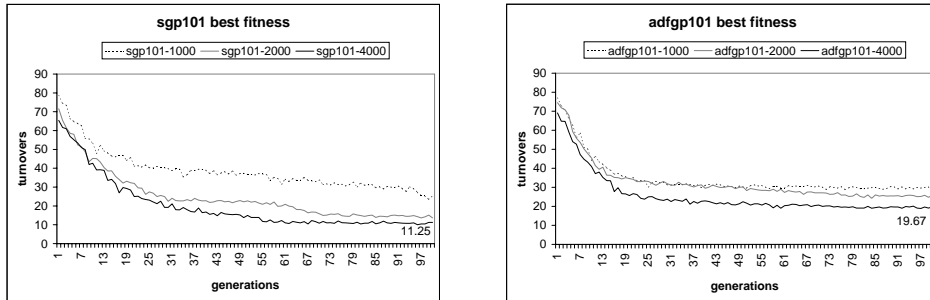 sgp101 best fitness
sgp101-1000 sgp101-2000 sgp101-4000
90
80
70
60
50
40
30
20
10
0
turnovers
11.25
1 7 13 19 25 31 37 43 49 55 61 67 73 79 85 91 97
generations
adfgp101 best fitness
adfgp101-1000 adfgp101-2000 adfgp101-4000
90
80
70
60
50
40
30
20
10
0
turnovers
19.67
1 7 13 19 25 31 37 43 49 55 61 67 73 79 85 91 97
generations